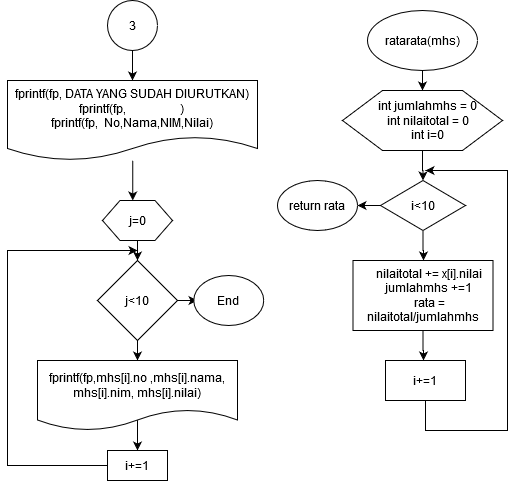 3
fprintf(fp, DATA YANG SUDAH DIURUTKAN)
fprintf(fp, )
fprintf(fp, No,Nama,NIM,Nilai)
j=0
j<10
End
fprintf(fp,mhs[i].no ,mhs[i].nama,
mhs[i].nim, mhs[i].nilai)
i+=1
ratarata(mhs)
int jumlahmhs = 0
int nilaitotal = 0
int i=0
i<10
return rata
nilaitotal += x[i].nilai
jumlahmhs +=1
rata =
nilaitotal/jumlahmhs
i+=1